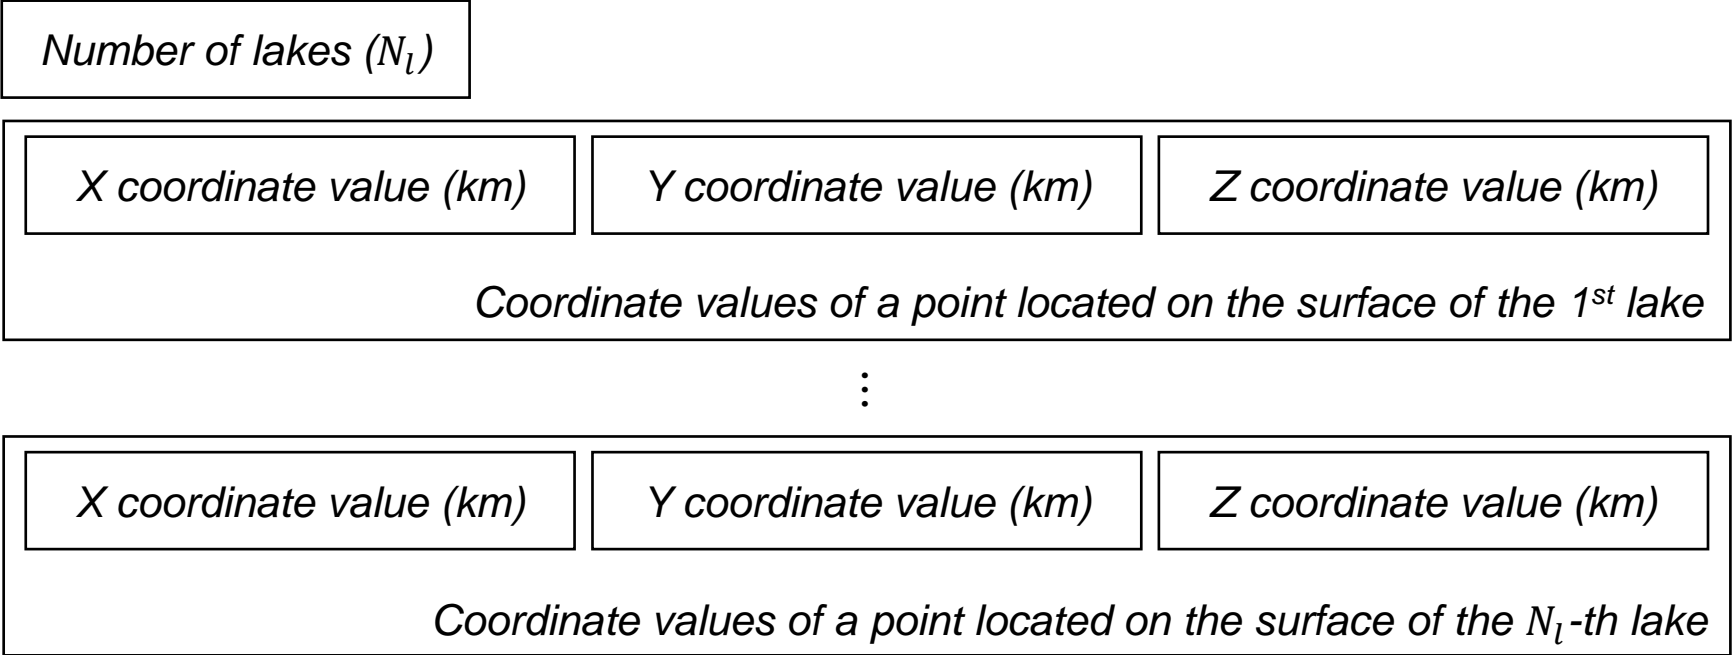 Number of lakes (N_l)
X coordinate value (km) Y coordinate value (km) Z coordinate value (km)
Coordinate values of a point located on the surface of the 1st lake
⋮
X coordinate value (km) Y coordinate value (km) Z coordinate value (km)
Coordinate values of a point located on the surface of the N_l-th lake